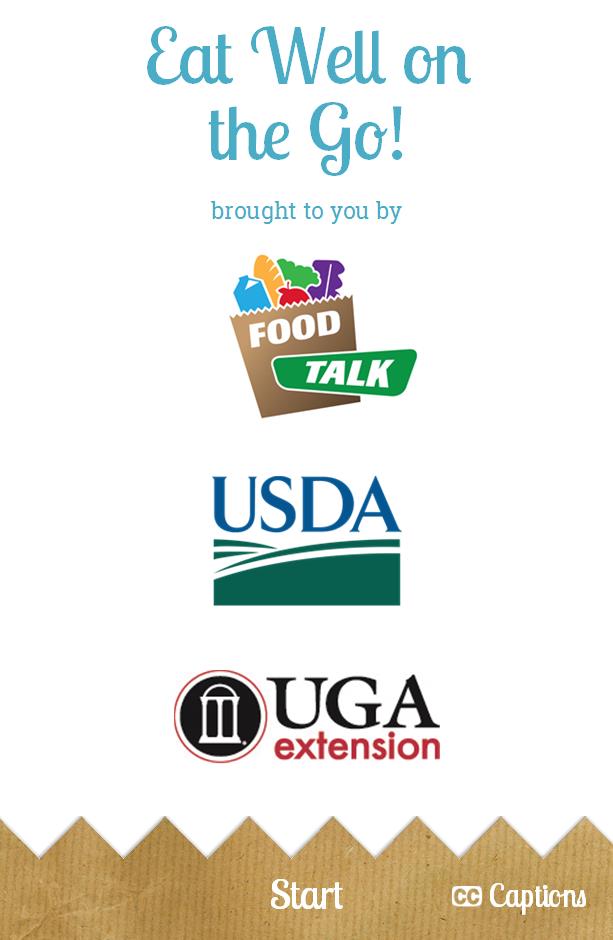 Eat Well on
the Go!
brought to you by
FOOD
TALK
USDA
UGA
extension
Start
CC Captions